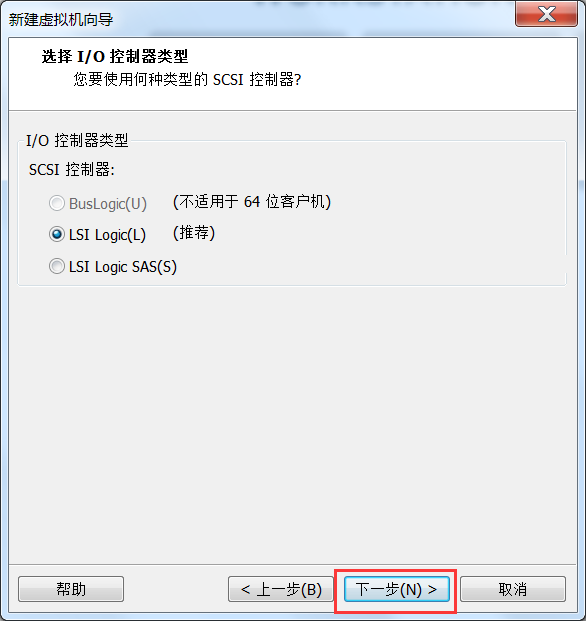 新建虚拟机向导
选择 I/O 控制器类型
您要使用何种类型的 SCSI 控制器?
I/O 控制器类型
SCSI 控制器:
BusLogic(U) (不适用于 64 位客户机)
LSI Logic(L) (推荐)
LSI Logic SAS(S)
帮助 < 上一步(B) 下一步(N) > 取消